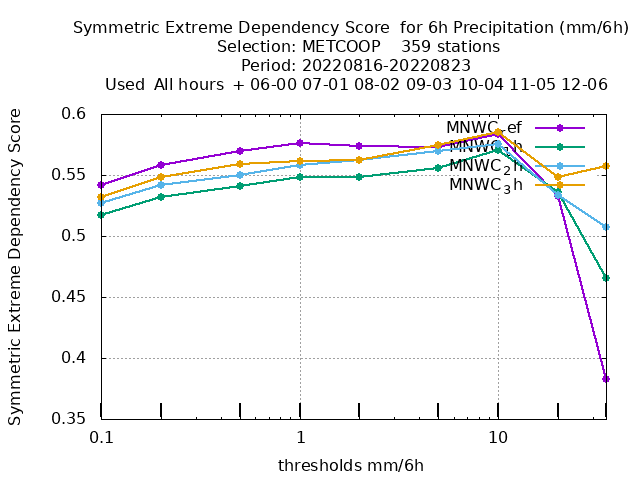 Symmetric Extreme Dependency Score  for 6h Precipitation (mm/6h)
Selection: METCOOP    359 stations
Period: 20220816-20220823
Used  All hours  + 06-00 07-01 08-02 09-03 10-04 11-05 12-06
Symmetric Extreme Dependency Score
0.6
0.55
0.5
0.45
0.4
0.35
0.1
1
10
thresholds mm/6h
MNWC_ref
MNWC1h
MNWC2h
MNWC3h